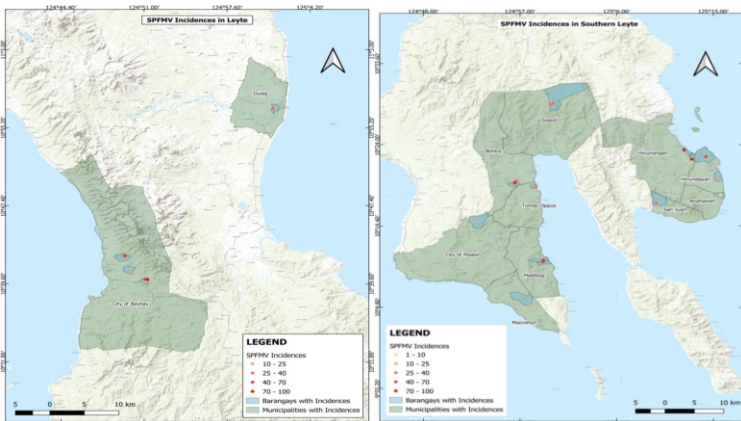 SPFMV Incidences in Leyte
124°44.40' 124°51.00' 124°57.60' 125°4.20'
Dulag
City of Baybay
LEGEND
SPFMV Incidences
10 - 25
25 - 40
40 - 70
70 - 100
Barangays with Incidences
Municipalities with Incidences
5 0 5 10 km
SPFMV Incidences in Southern Leyte
124°48.00' 124°57.00' 125°6.00' 125°15.00'
Sogod
Bontoc
Hinunangan
Hinundayan
Anahawan
San Juan
Tomas Oppus
City of Maasin
Malitbog
Macrohon
LEGEND
SPFMV Incidences
1 - 10
10 - 25
25 - 40
40 - 70
70 - 100
Barangays with Incidences
Municipalities with Incidences
5 0 5 10 km